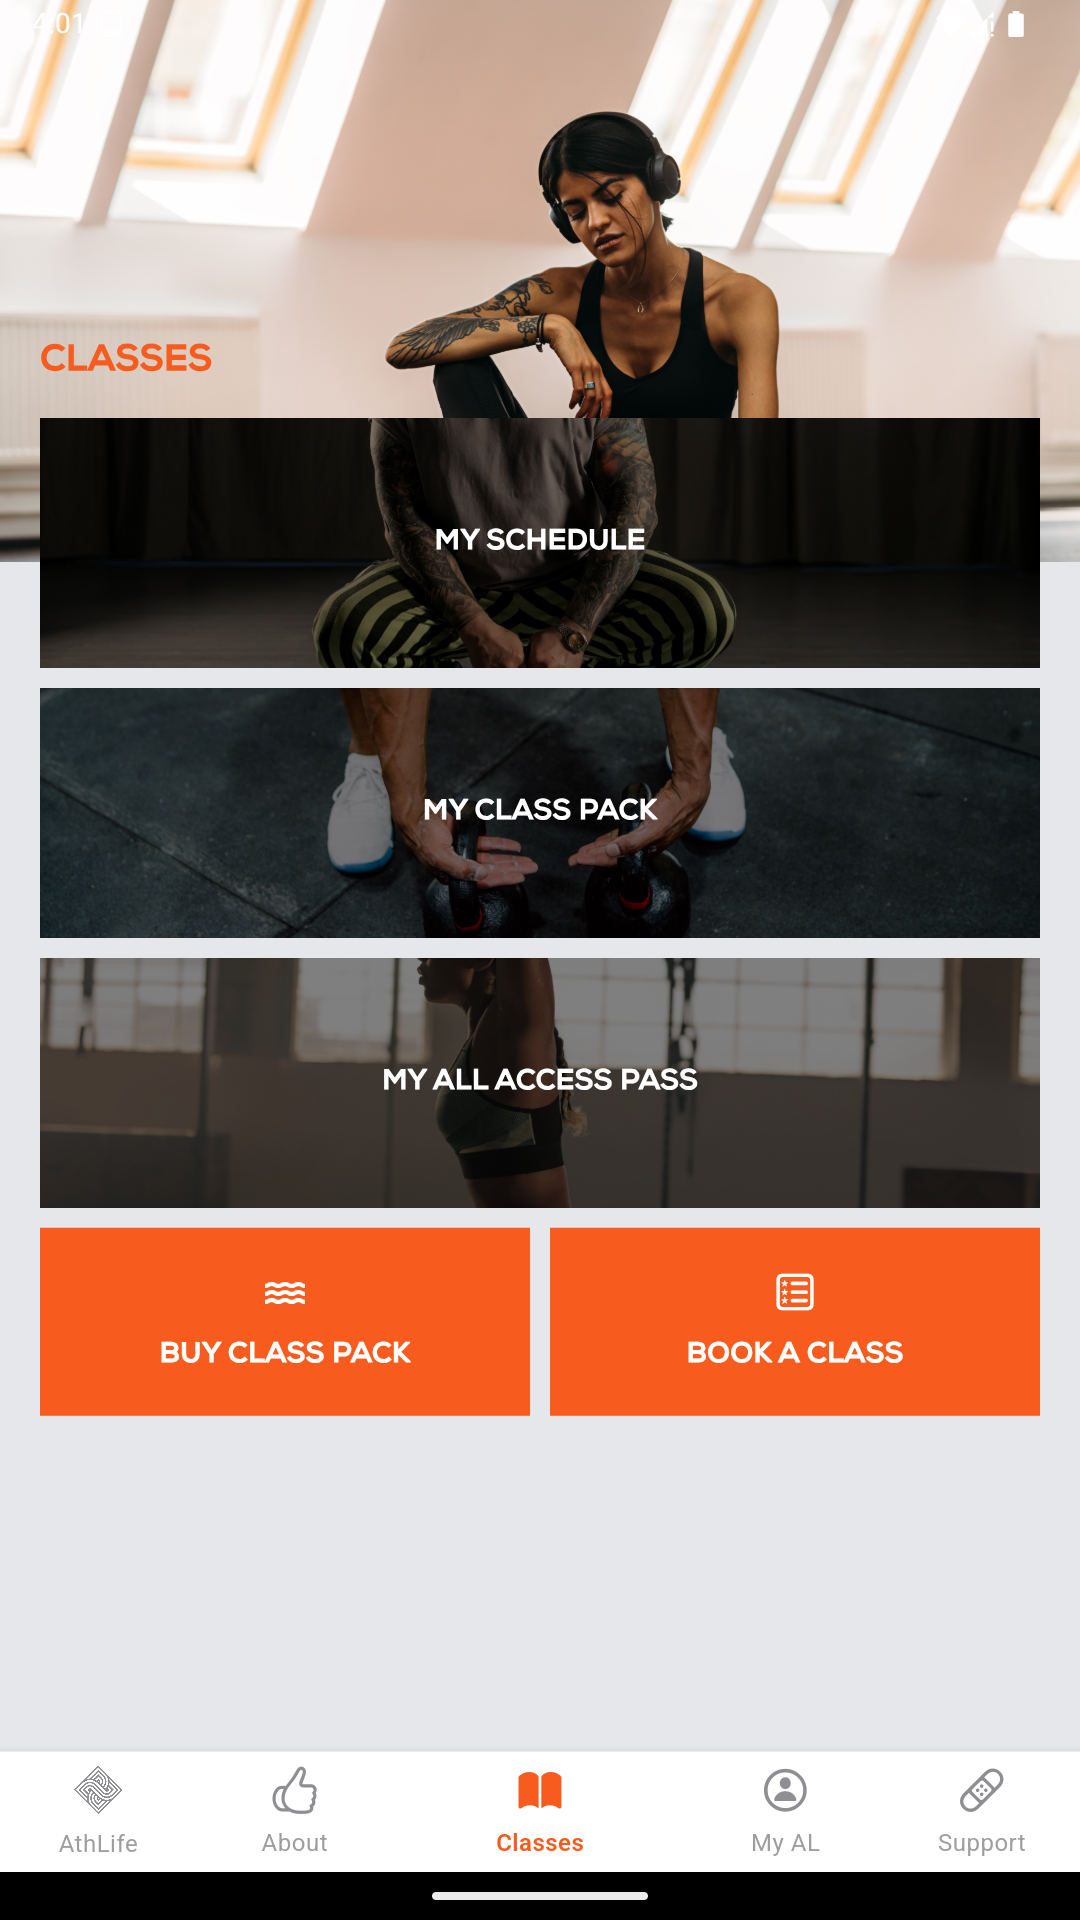 4:01
CLASSES
MY SCHEDULE
MY CLASS PACK
MY ALL ACCESS PASS
BUY CLASS PACK
BOOK A CLASS
AthLife
About
Classes
My AL
Support